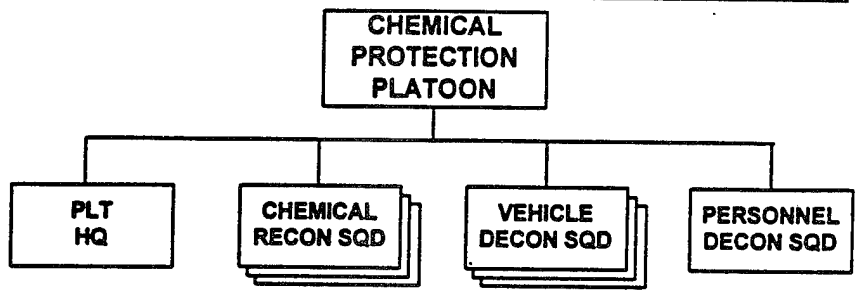 CHEMICAL
PROTECTION
PLATOON
PLT
HQ
CHEMICAL
RECON SQD
VEHICLE
DECON SQD
PERSONNEL
DECON SQD